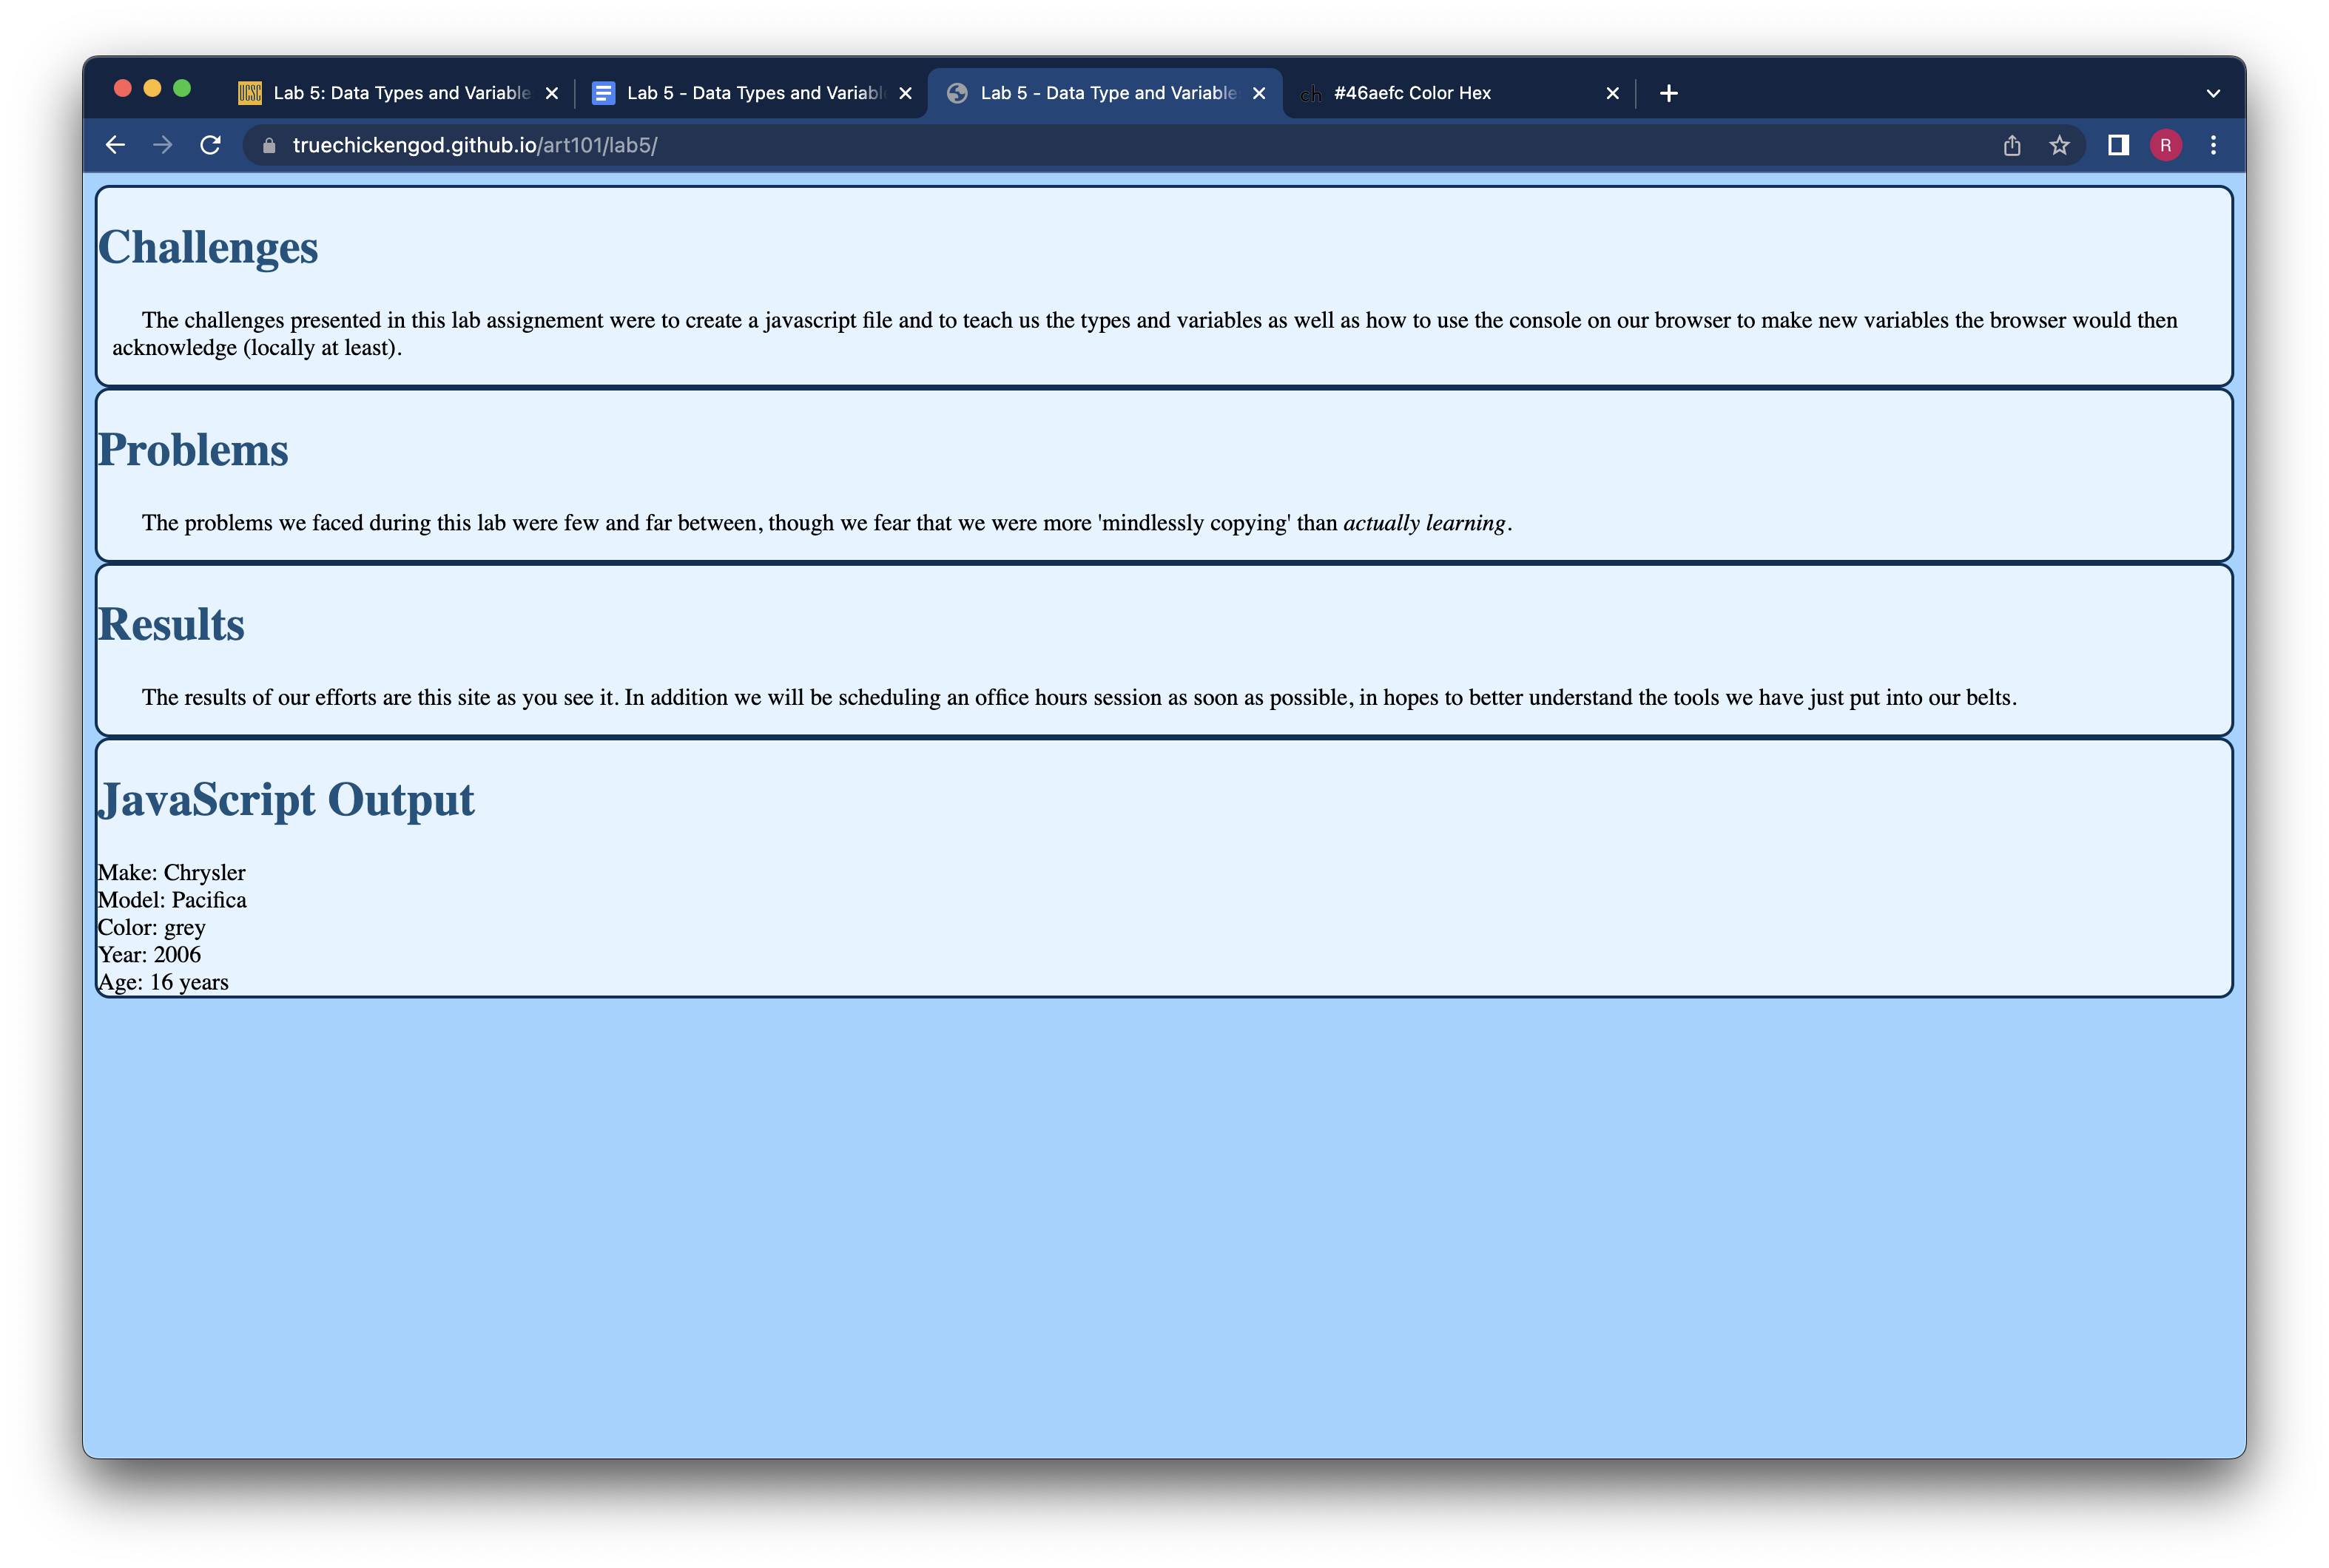 UCSC Lab 5: Data Types and Variable
Lab 5 - Data Types and Variabl
Lab 5 - Data Type and Variable
ch #46aefc Color Hex
truechickengod.github.io/art101/lab5/
R
Challenges
The challenges presented in this lab assignement were to create a javascript file and to teach us the types and variables as well as how to use the console on our browser to make new variables the browser would then
acknowledge (locally at least).
Problems
The problems we faced during this lab were few and far between, though we fear that we were more 'mindlessly copying' than actually learning.
Results
The results of our efforts are this site as you see it. In addition we will be scheduling an office hours session as soon as possible, in hopes to better understand the tools we have just put into our belts.
JavaScript Output
Make: Chrysler
Model: Pacifica
Color: grey
Year: 2006
Age: 16 years